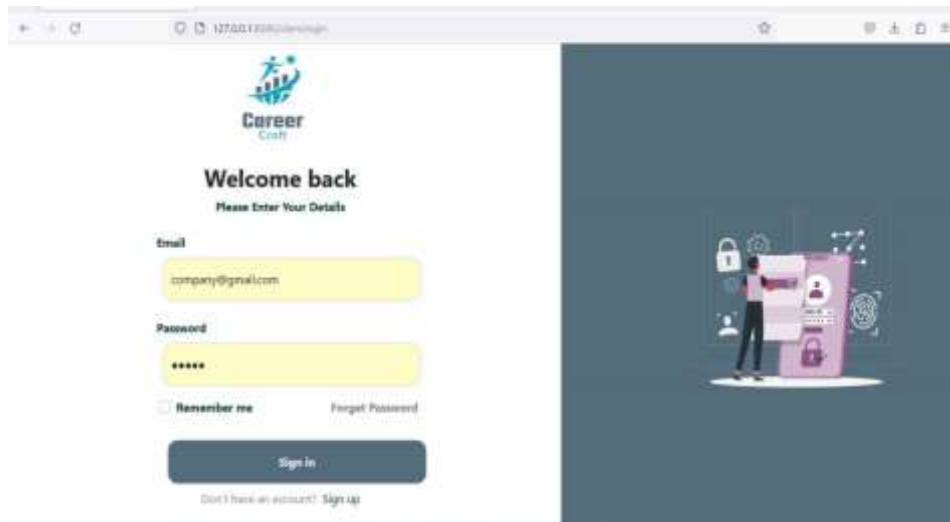 Career
Craft
Welcome back
Please Enter Your Details
Email
company@gmail.com
Password
Remember me
Forget Password
Sign in
Don't have an account? Sign up